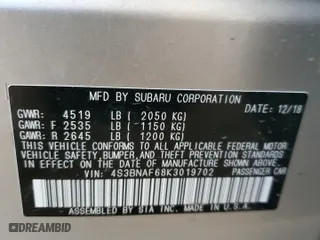 MFD BY SUBARU CORPORATION
DATE: 12/18
GVWR: 4519 LB ( 2050 KG)
GAWR: F 2535 LB ( 1150 KG)
GAWR: R 2645 LB ( 1200 KG)
THIS VEHICLE CONFORMS TO ALL APPLICABLE
FEDERAL MOTOR VEHICLE SAFETY, BUMPER,
AND THEFT PREVENTION STANDARDS
IN EFFECT ON THE DATE OF MANUFACTURE
SHOWN ABOVE.
VIN: 4S3BNAF68K3019702
PASSENGER CAR
ASSEMBLED BY SIA MADE IN U.S.A.
AUTOBIDCAR